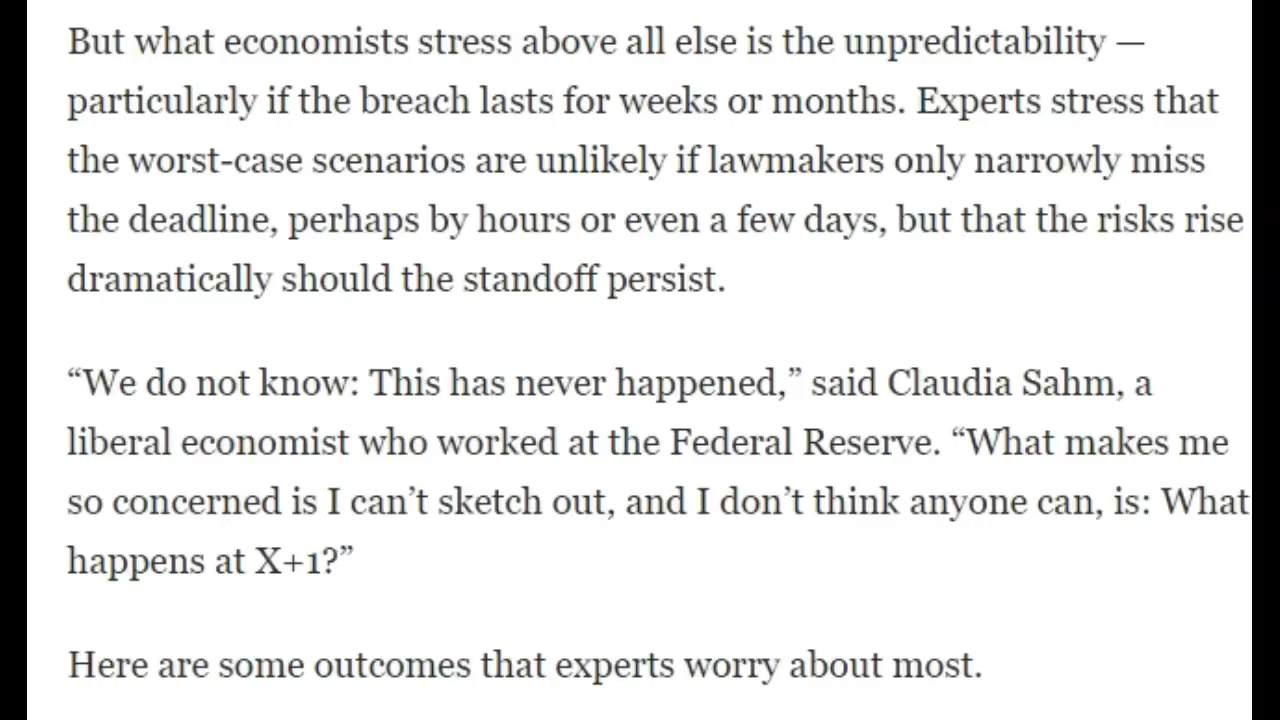 But what economists stress above all else is the unpredictability —
particularly if the breach lasts for weeks or months. Experts stress that
the worst-case scenarios are unlikely if lawmakers only narrowly miss
the deadline, perhaps by hours or even a few days, but that the risks rise
dramatically should the standoff persist.
“We do not know: This has never happened,” said Claudia Sahm, a
liberal economist who worked at the Federal Reserve. “What makes me
so concerned is I can’t sketch out, and I don’t think anyone can, is: What
happens at X+1?”
Here are some outcomes that experts worry about most.